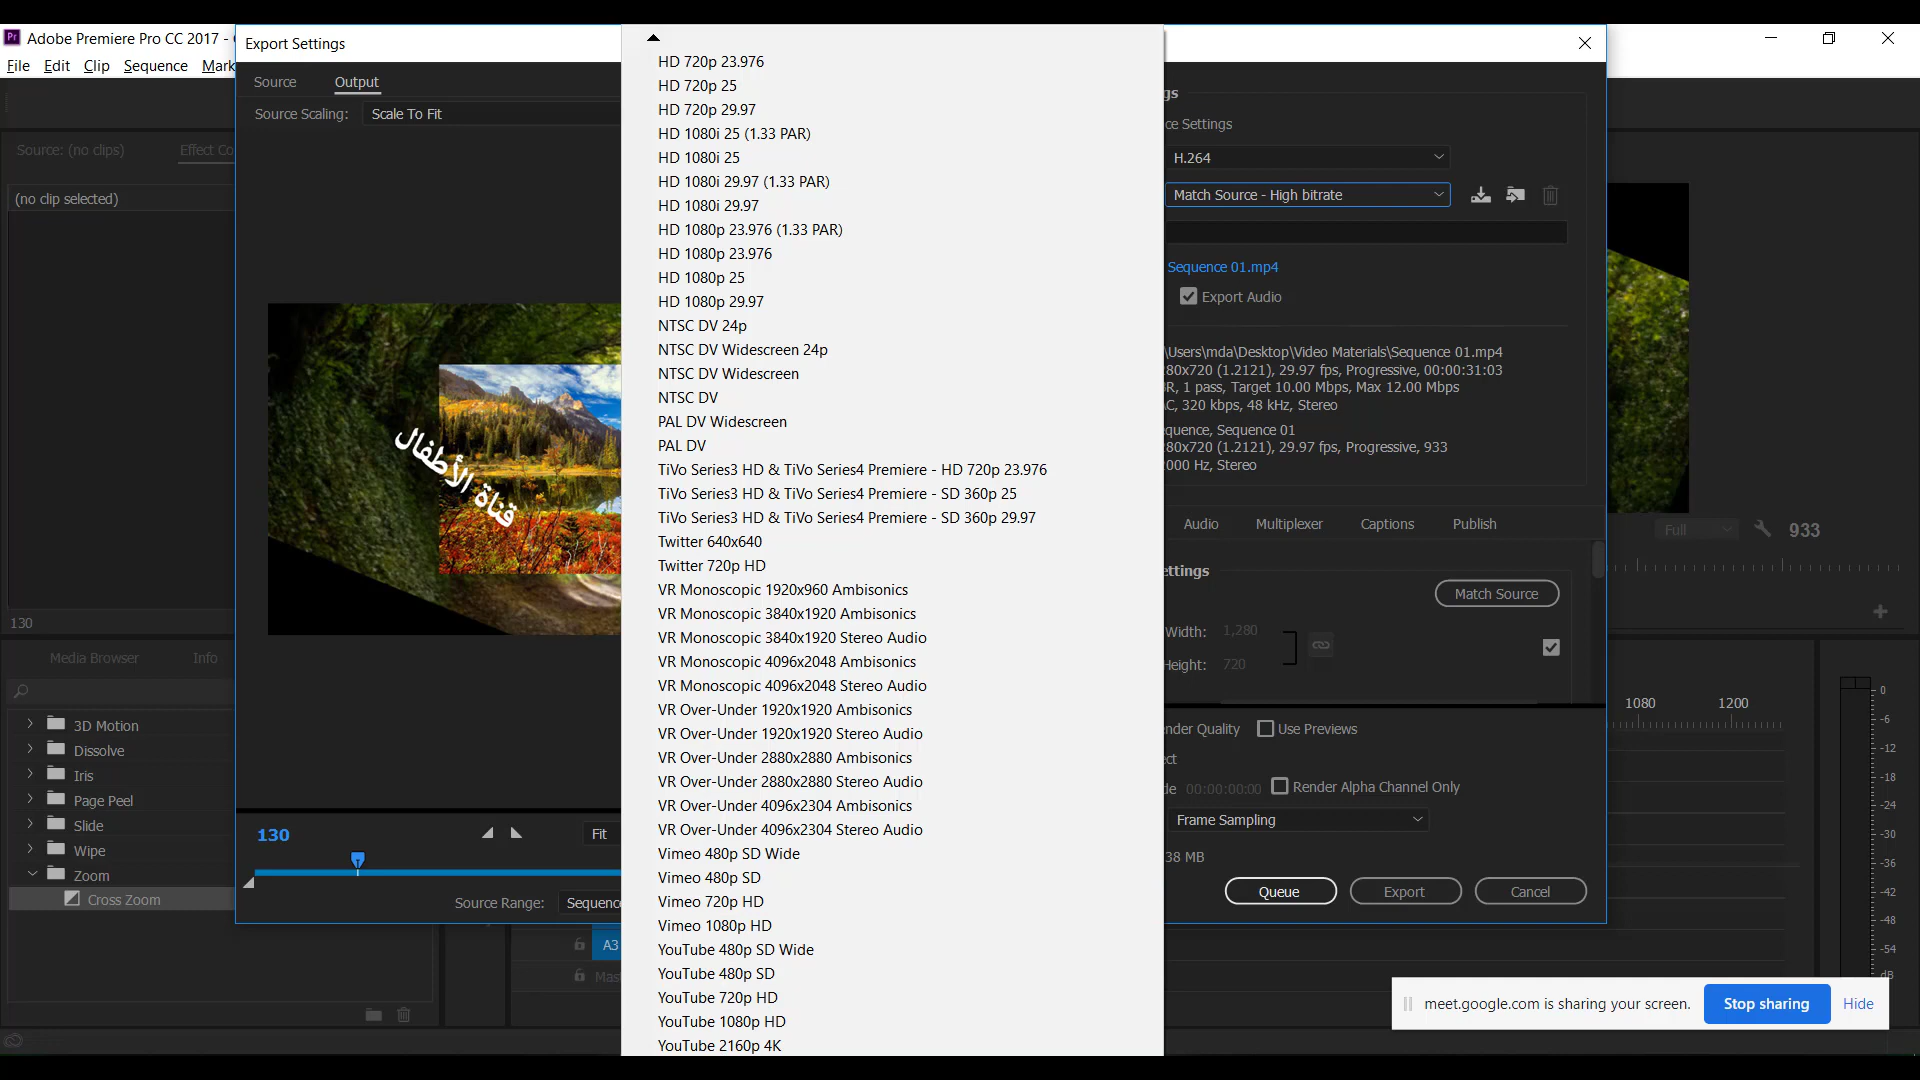 Adobe Premiere Pro CC 2017 -
File Edit Clip Sequence Mark
Source: (no clips)
Effect Co
(no clip selected)
130
Media Browser
Info
3D Motion
Dissolve
Iris
Page Peel
Slide
Wipe
Zoom
Cross Zoom
Export Settings
Source
Output
Source Scaling:
Scale To Fit
قناة الأطفال
130
Fit
Source Range:
Sequenc
A3
Mas
HD 720p 23.976
HD 720p 25
HD 720p 29.97
HD 1080i 25 (1.33 PAR)
HD 1080i 25
HD 1080i 29.97 (1.33 PAR)
HD 1080i 29.97
HD 1080p 23.976 (1.33 PAR)
HD 1080p 23.976
HD 1080p 25
HD 1080p 29.97
NTSC DV 24p
NTSC DV Widescreen 24p
NTSC DV Widescreen
NTSC DV
PAL DV Widescreen
PAL DV
TiVo Series3 HD & TiVo Series4 Premiere - HD 720p 23.976
TiVo Series3 HD & TiVo Series4 Premiere - SD 360p 25
TiVo Series3 HD & TiVo Series4 Premiere - SD 360p 29.97
Twitter 640x640
Twitter 720p HD
VR Monoscopic 1920x960 Ambisonics
VR Monoscopic 3840x1920 Ambisonics
VR Monoscopic 3840x1920 Stereo Audio
VR Monoscopic 4096x2048 Ambisonics
VR Monoscopic 4096x2048 Stereo Audio
VR Over-Under 1920x1920 Ambisonics
VR Over-Under 1920x1920 Stereo Audio
VR Over-Under 2880x2880 Ambisonics
VR Over-Under 2880x2880 Stereo Audio
VR Over-Under 4096x2304 Ambisonics
VR Over-Under 4096x2304 Stereo Audio
Vimeo 480p SD Wide
Vimeo 480p SD
Vimeo 720p HD
Vimeo 1080p HD
YouTube 480p SD Wide
YouTube 480p SD
YouTube 720p HD
YouTube 1080p HD
YouTube 2160p 4K
gs
ce Settings
H.264
Match Source - High bitrate
Sequence 01.mp4
Export Audio
\Users\mda\Desktop\Video Materials\Sequence 01.mp4
80x720 (1.2121), 29.97 fps, Progressive, 00:00:31:03
R, 1 pass, Target 10.00 Mbps, Max 12.00 Mbps
C, 320 kbps, 48 kHz, Stereo
quence, Sequence 01
80x720 (1.2121), 29.97 fps, Progressive, 933
000 Hz, Stereo
Audio Multiplexer Captions Publish
ettings
Match Source
Width: 1,280
Height: 720
nder Quality
Use Previews
ect
de 00:00:00:00
Render Alpha Channel Only
Frame Sampling
38 MB
Queue
Export
Cancel
Full
933
1080
1200
0
-6
-12
-18
-24
-30
-36
-42
-48
-54
dB
meet.google.com is sharing your screen.
Stop sharing
Hide